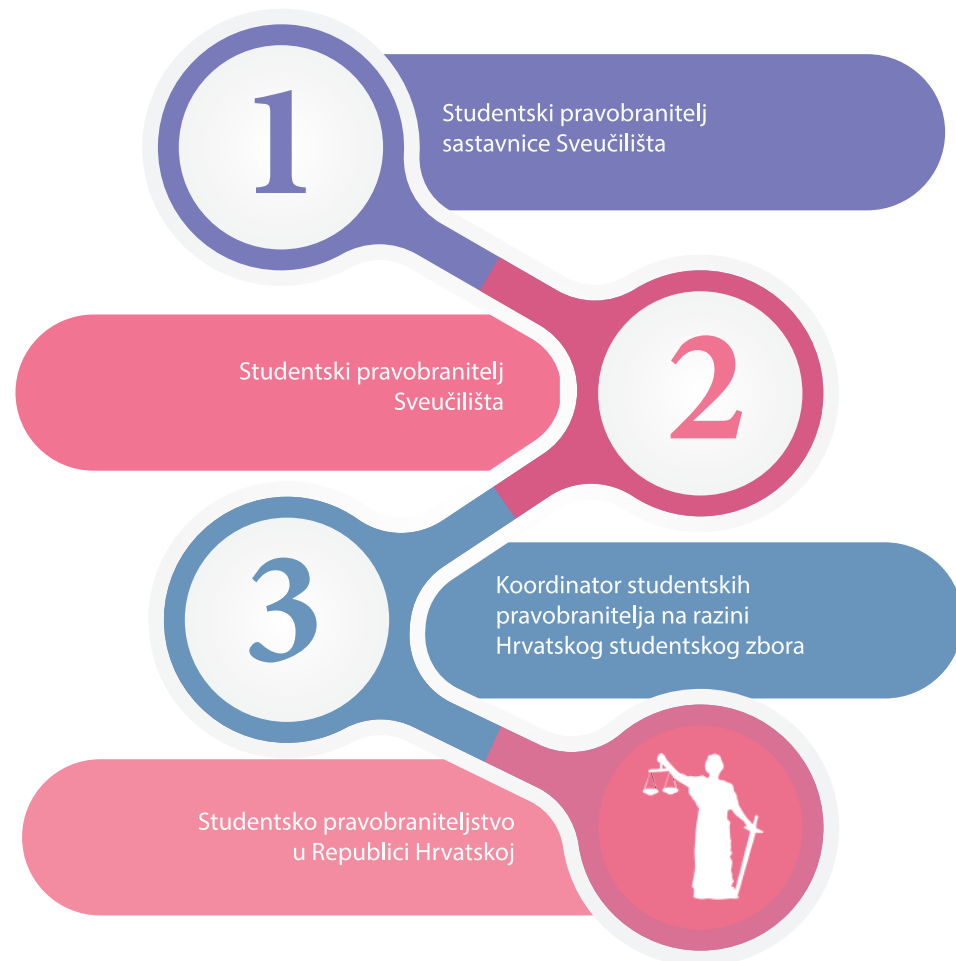 1
Studentski pravobranitelj
sastavnice Sveučilišta
Studentski pravobranitelj
Sveučilišta
2
3
Koordinator studentskih
pravobranitelja na razini
Hrvatskog studentskog zbora
Studentsko pravobraniteljstvo
u Republici Hrvatskoj